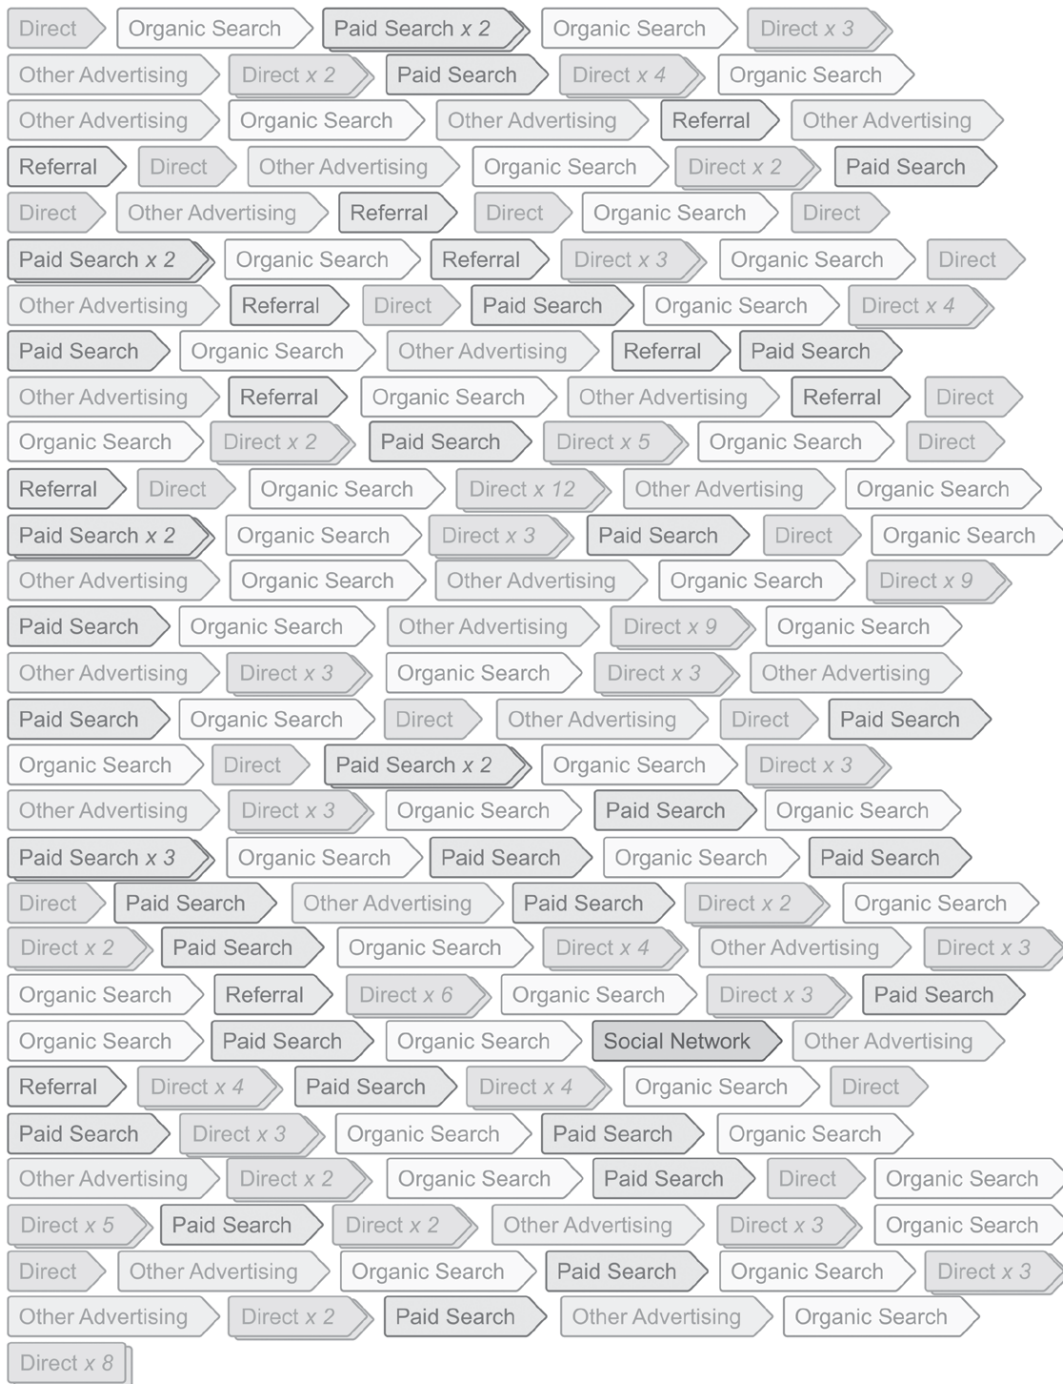 Direct Organic Search Paid Search x 2 Organic Search Direct x 3
Other Advertising Direct x 2 Paid Search Direct x 4 Organic Search
Other Advertising Organic Search Other Advertising Referral Other Advertising
Referral Direct Other Advertising Organic Search Direct x 2 Paid Search
Direct Other Advertising Referral Direct Organic Search Direct
Paid Search x 2 Organic Search Referral Direct x 3 Organic Search Direct
Other Advertising Referral Direct Paid Search Organic Search Direct x 4
Paid Search Organic Search Other Advertising Referral Paid Search
Other Advertising Referral Organic Search Other Advertising Referral Direct
Organic Search Direct x 2 Paid Search Direct x 5 Organic Search Direct
Referral Direct Organic Search Direct x 12 Other Advertising Organic Search
Paid Search x 2 Organic Search Direct x 3 Paid Search Direct Organic Search
Other Advertising Organic Search Other Advertising Organic Search Direct x 9
Paid Search Organic Search Other Advertising Direct x 9 Organic Search
Other Advertising Direct x 3 Organic Search Direct x 3 Other Advertising
Paid Search Organic Search Direct Other Advertising Direct Paid Search
Organic Search Direct Paid Search x 2 Organic Search Direct x 3
Other Advertising Direct x 3 Organic Search Paid Search Organic Search
Paid Search x 3 Organic Search Paid Search Organic Search Paid Search
Direct Paid Search Other Advertising Paid Search Direct x 2 Organic Search
Direct x 2 Paid Search Organic Search Direct x 4 Other Advertising Direct x 3
Organic Search Referral Direct x 6 Organic Search Direct x 3 Paid Search
Organic Search Paid Search Organic Search Social Network Other Advertising
Referral Direct x 4 Paid Search Direct x 4 Organic Search Direct
Paid Search Direct x 3 Organic Search Paid Search Organic Search
Other Advertising Direct x 2 Organic Search Paid Search Direct Organic Search
Direct x 5 Paid Search Direct x 2 Other Advertising Direct x 3 Organic Search
Direct Other Advertising Organic Search Paid Search Organic Search Direct x 3
Other Advertising Direct x 2 Paid Search Other Advertising Organic Search
Direct x 8